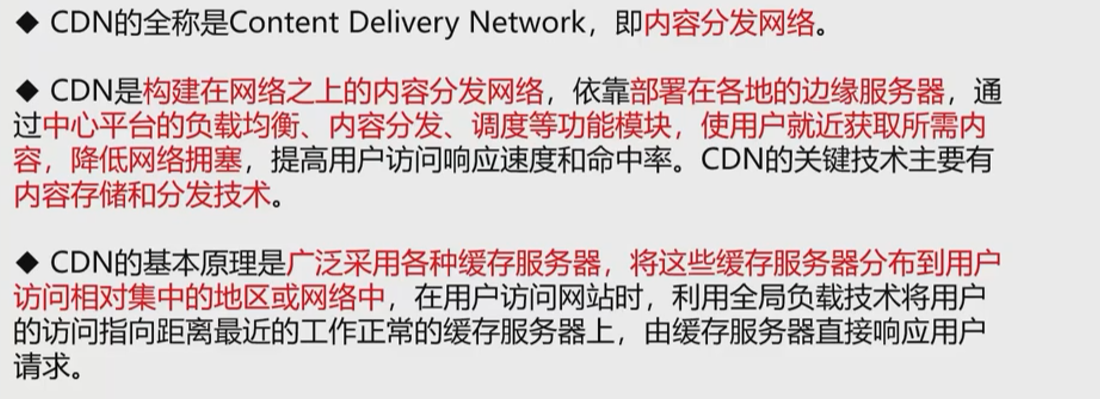 ◆ CDN的全称是Content Delivery Network，即内容分发网络。
◆ CDN是构建在网络之上的内容分发网络，依靠部署在各地的边缘服务器，通
过中心平台的负载均衡、内容分发、调度等功能模块，使用户就近获取所需内
容，降低网络拥塞，提高用户访问响应速度和命中率。CDN的关键技术主要有
内容存储和分发技术。
◆ CDN的基本原理是广泛采用各种缓存服务器，将这些缓存服务器分布到用户
访问相对集中的地区或网络中，在用户访问网站时，利用全局负载技术将用户
的访问指向距离最近的工作正常的缓存服务器上，由缓存服务器直接响应用户
请求。